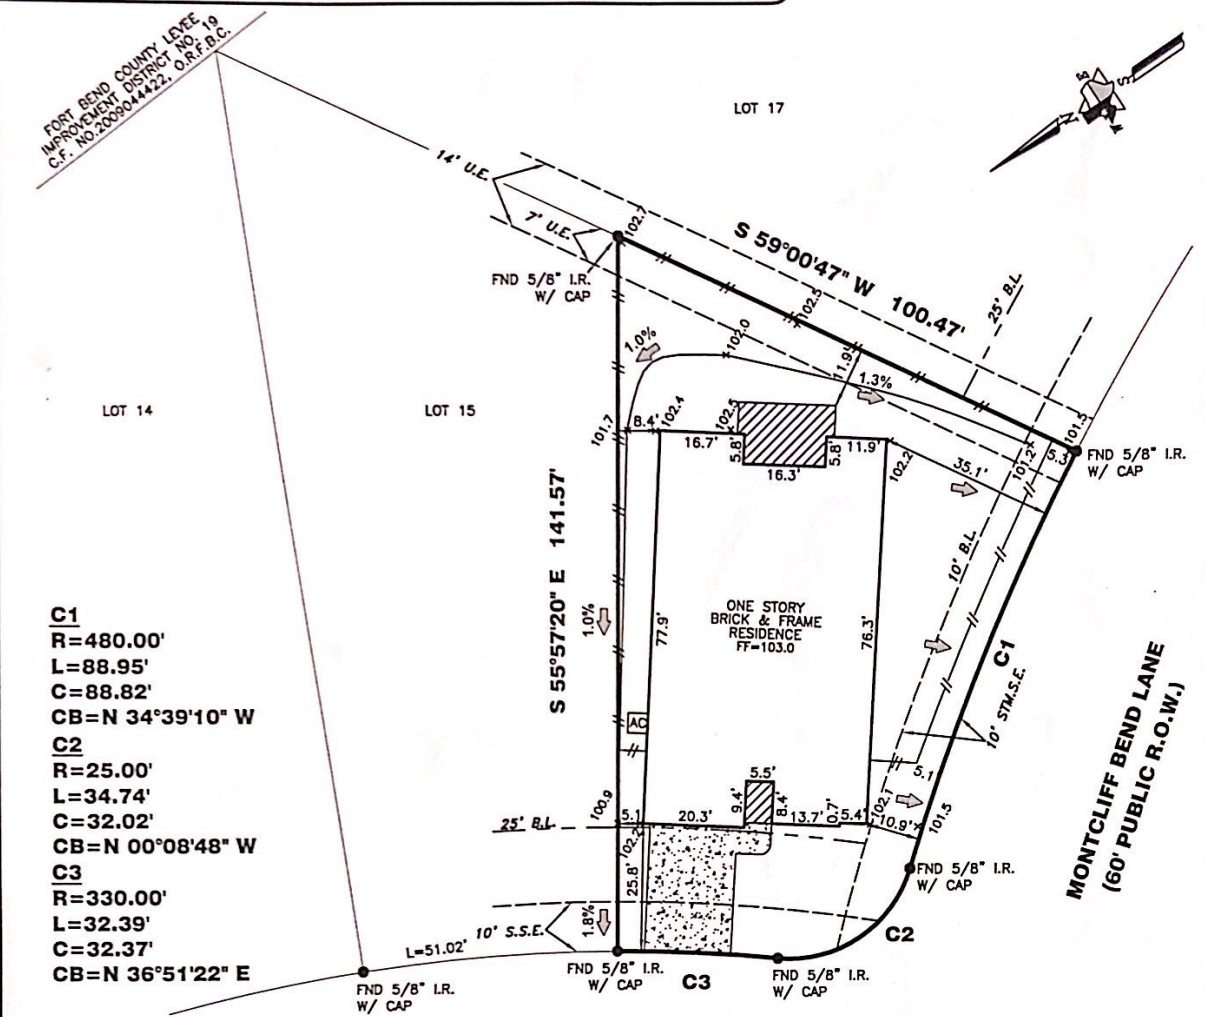 FORT BEND COUNTY LEVEE
IMPROVEMENT DISTRICT NO. 19
C.F. NO.2009044422, O.R.F.B.C.
LOT 17
S
N
W
14' U.E.
7' U.E.
102.7
FND 5/8" I.R.
W/ CAP
S 59°00'47" W 100.47'
25' B.L.
102.5
102.0
1.0%
11.9'
1.3%
LOT 14
LOT 15
101.7
8.4'
102.4
102.5
16.7'
5.8'
16.3'
5.8'
11.9'
102.2
35.1'
101.2
101.5
5.3
FND 5/8" I.R.
W/ CAP
S 55°57'20" E 141.57'
10' B.L.
1.0%
77.9'
ONE STORY
BRICK & FRAME
RESIDENCE
FF=103.0
76.3'
C1
10' STM.S.E.
MONTCLIFF BEND LANE
(60' PUBLIC R.O.W.)
C1
R=480.00'
L=88.95'
C=88.82'
CB=N 34°39'10" W
C2
R=25.00'
L=34.74'
C=32.02'
CB=N 00°08'48" W
C3
R=330.00'
L=32.39'
C=32.37'
CB=N 36°51'22" E
AC
5.5'
9.4'
8.4'
5.1
100.9
5.1
20.3'
13.7'
0.7'
5.4'
102.1
10.9'
101.5
25' B.L.
102.2
25.8'
FND 5/8" I.R.
W/ CAP
1.8%
10' S.S.E.
C2
L=51.02'
FND 5/8" I.R.
W/ CAP
C3
FND 5/8" I.R.
W/ CAP
FND 5/8" I.R.
W/ CAP